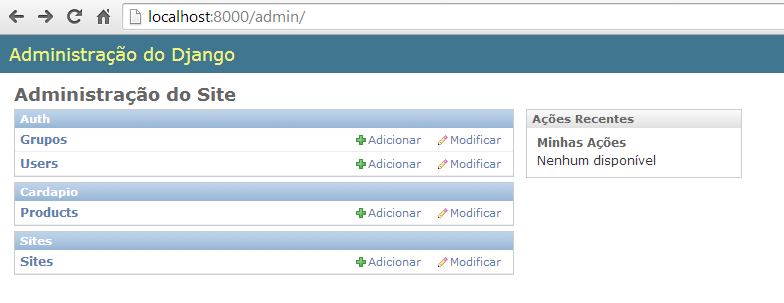 localhost:8000/admin/
Administração do Django
Administração do Site
Auth
Grupos Adicionar Modificar
Users Adicionar Modificar
Cardapio
Products Adicionar Modificar
Sites
Sites Adicionar Modificar
Ações Recentes
Minhas Ações
Nenhum disponível